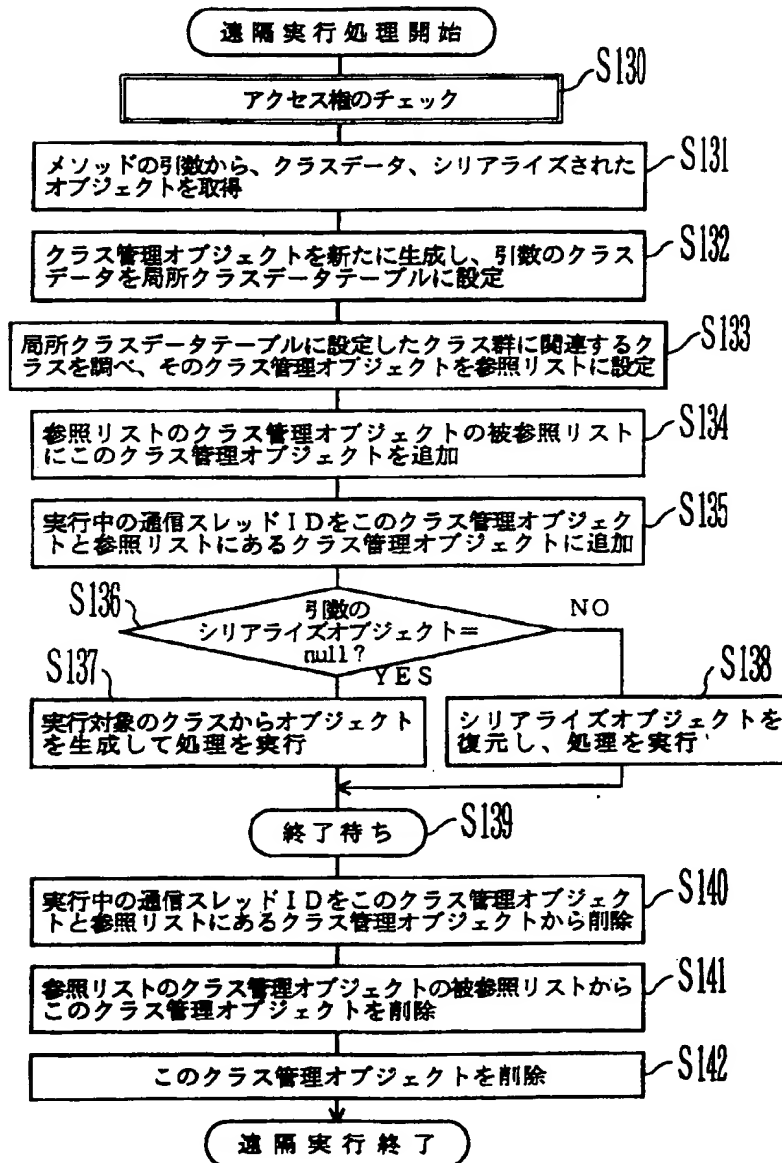 遠隔実行処理開始
S130
アクセス権のチェック
S131
メソッドの引数から、クラスデータ、シリアライズされた
オブジェクトを取得
S132
クラス管理オブジェクトを新たに生成し、引数のクラス
データを局所クラスデータテーブルに設定
S133
局所クラスデータテーブルに設定したクラス群に関連するク
ラスを調べ、そのクラス管理オブジェクトを参照リストに設定
S134
参照リストのクラス管理オブジェクトの被参照リスト
にこのクラス管理オブジェクトを追加
S135
実行中の通信スレッドIDをこのクラス管理オブジェク
トと参照リストにあるクラス管理オブジェクトに追加
S136
引数の
シリアライズオブジェクト=
null?
NO
YES
S137
実行対象のクラスからオブジェクト
を生成して処理を実行
S138
シリアライズオブジェクトを
復元し、処理を実行
終了待ち
S139
S140
実行中の通信スレッドIDをこのクラス管理オブジェク
トと参照リストにあるクラス管理オブジェクトから削除
S141
参照リストのクラス管理オブジェクトの被参照リストから
このクラス管理オブジェクトを削除
S142
このクラス管理オブジェクトを削除
遠隔実行終了